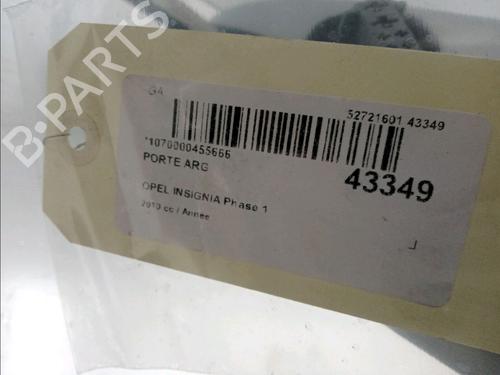 GA
52721601 43349
*1070000455666
PORTE ARG
43349
OPEL INSIGNIA Phase 1
2010 cc / Annee
B-PARTS